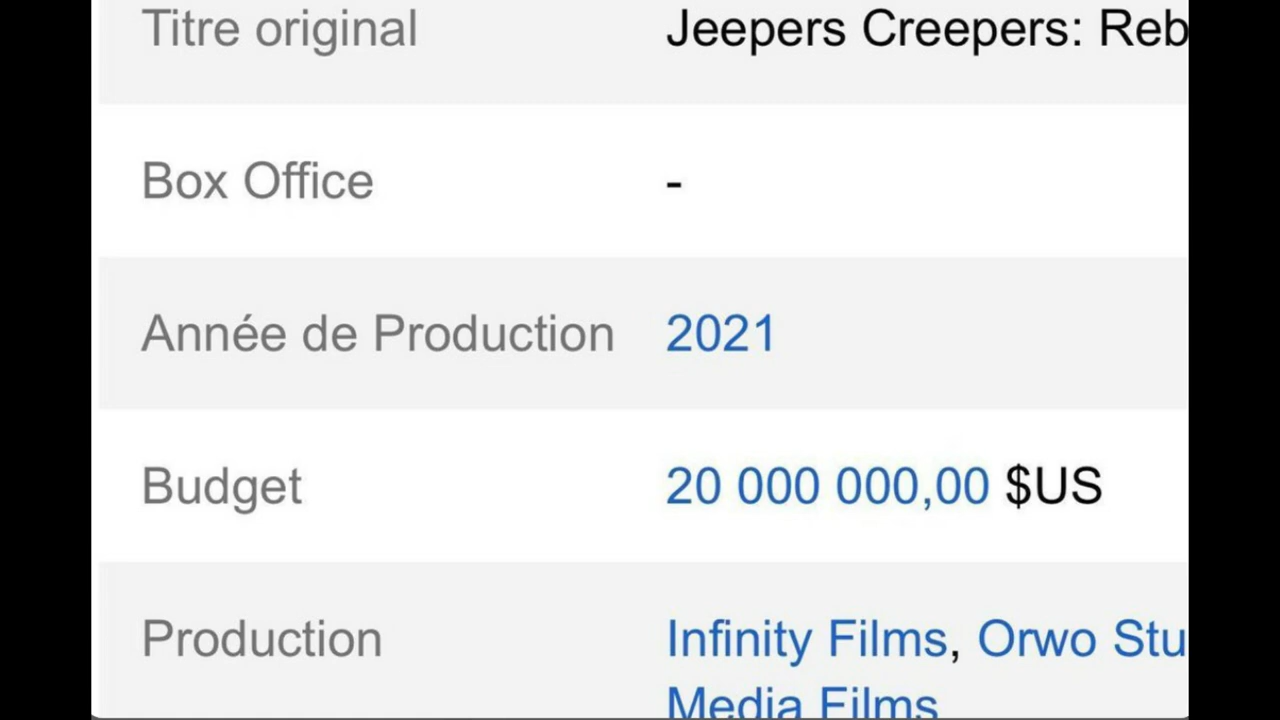 Titre original Jeepers Creepers: Reb
Box Office -
Année de Production 2021
Budget 20 000 000,00 $US
Production Infinity Films, Orwo Stu
Media Films